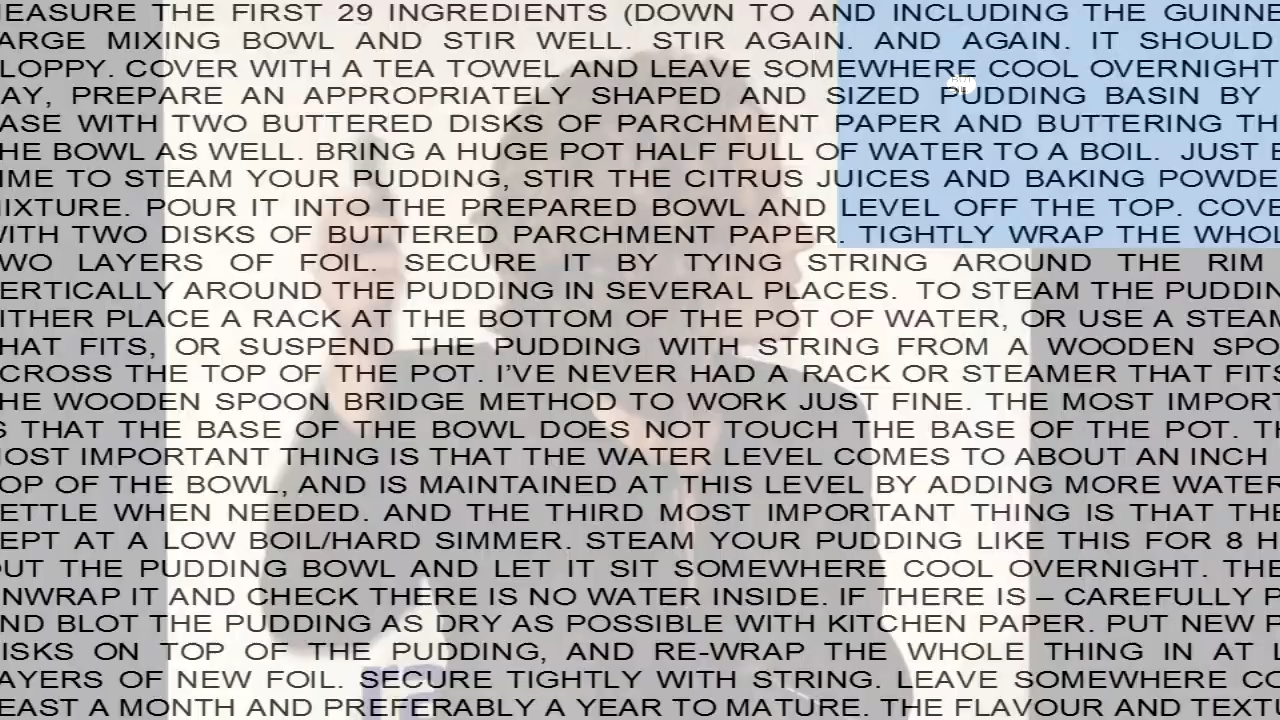 EASURE THE FIRST 29 INGREDIENTS (DOWN TO AND INCLUDING THE GUINNE
ARGE MIXING BOWL AND STIR WELL. STIR AGAIN. AND AGAIN. IT SHOULD
LOPPY. COVER WITH A TEA TOWEL AND LEAVE SOMEWHERE COOL OVERNIGHT
AY, PREPARE AN APPROPRIATELY SHAPED AND SIZED PUDDING BASIN BY
ASE WITH TWO BUTTERED DISKS OF PARCHMENT PAPER AND BUTTERING TH
HE BOWL AS WELL. BRING A HUGE POT HALF FULL OF WATER TO A BOIL. JUST B
IME TO STEAM YOUR PUDDING, STIR THE CITRUS JUICES AND BAKING POWDE
IXTURE. POUR IT INTO THE PREPARED BOWL AND LEVEL OFF THE TOP. COVE
WITH TWO DISKS OF BUTTERED PARCHMENT PAPER. TIGHTLY WRAP THE WHOL
WO LAYERS OF FOIL. SECURE IT BY TYING STRING AROUND THE RIM
ERTICALLY AROUND THE PUDDING IN SEVERAL PLACES. TO STEAM THE PUDDIN
ITHER PLACE A RACK AT THE BOTTOM OF THE POT OF WATER, OR USE A STEAM
HAT FITS, OR SUSPEND THE PUDDING WITH STRING FROM A WOODEN SPO
CROSS THE TOP OF THE POT. I'VE NEVER HAD A RACK OR STEAMER THAT FITS
HE WOODEN SPOON BRIDGE METHOD TO WORK JUST FINE. THE MOST IMPORT
S THAT THE BASE OF THE BOWL DOES NOT TOUCH THE BASE OF THE POT. TH
OST IMPORTANT THING IS THAT THE WATER LEVEL COMES TO ABOUT AN INCH
OP OF THE BOWL, AND IS MAINTAINED AT THIS LEVEL BY ADDING MORE WATER
ETTLE WHEN NEEDED. AND THE THIRD MOST IMPORTANT THING IS THAT THE
EPT AT A LOW BOIL/HARD SIMMER. STEAM YOUR PUDDING LIKE THIS FOR 8 H
UT THE PUDDING BOWL AND LET IT SIT SOMEWHERE COOL OVERNIGHT. THE
NWRAP IT AND CHECK THERE IS NO WATER INSIDE. IF THERE IS – CAREFULLY P
ND BLOT THE PUDDING AS DRY AS POSSIBLE WITH KITCHEN PAPER. PUT NEW P
ISKS ON TOP OF THE PUDDING, AND RE-WRAP THE WHOLE THING IN AT L
AYERS OF NEW FOIL. SECURE TIGHTLY WITH STRING. LEAVE SOMEWHERE CO
EAST A MONTH AND PREFERABLY A YEAR TO MATURE. THE FLAVOUR AND TEXTU